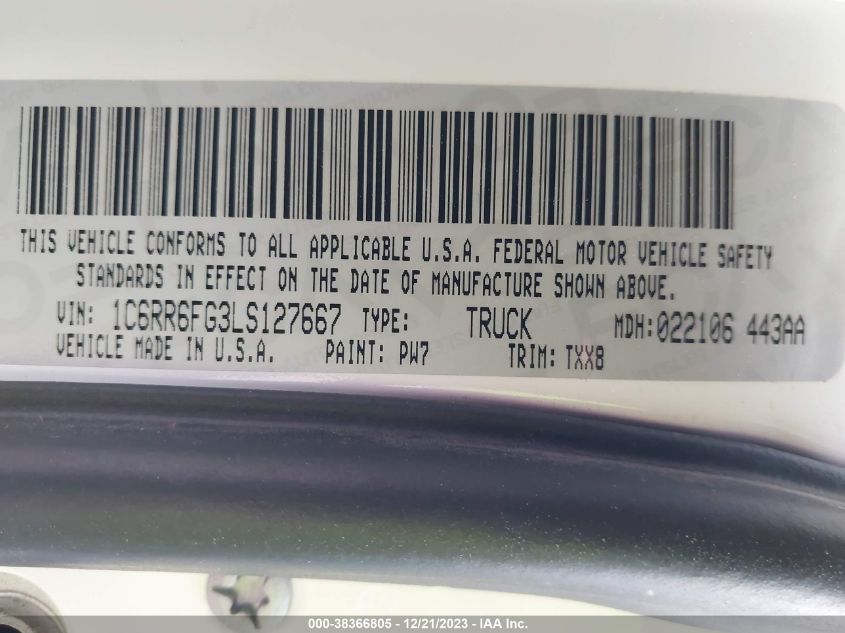 THIS VEHICLE CONFORMS TO ALL APPLICABLE U.S.A. FEDERAL MOTOR VEHICLE SAFETY
STANDARDS IN EFFECT ON THE DATE OF MANUFACTURE SHOWN ABOVE.
VIN: 1C6RR6FG3LS127667 TYPE: TRUCK MDH:022106 443AA
VEHICLE MADE IN U.S.A. PAINT: PW7 TRIM: TXX8
000-38366805 - 12/21/2023 - IAA Inc.